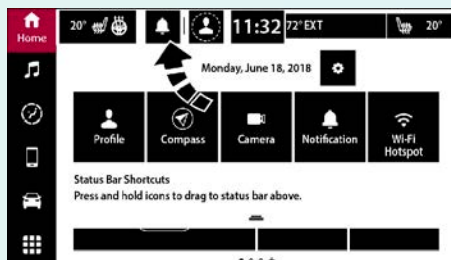 Home
20° 11:32 72° EXT 20°
Monday, June 18, 2018
Profile Compass Camera Notification Wi-Fi
Hotspot
Status Bar Shortcuts
Press and hold icons to drag to status bar above.